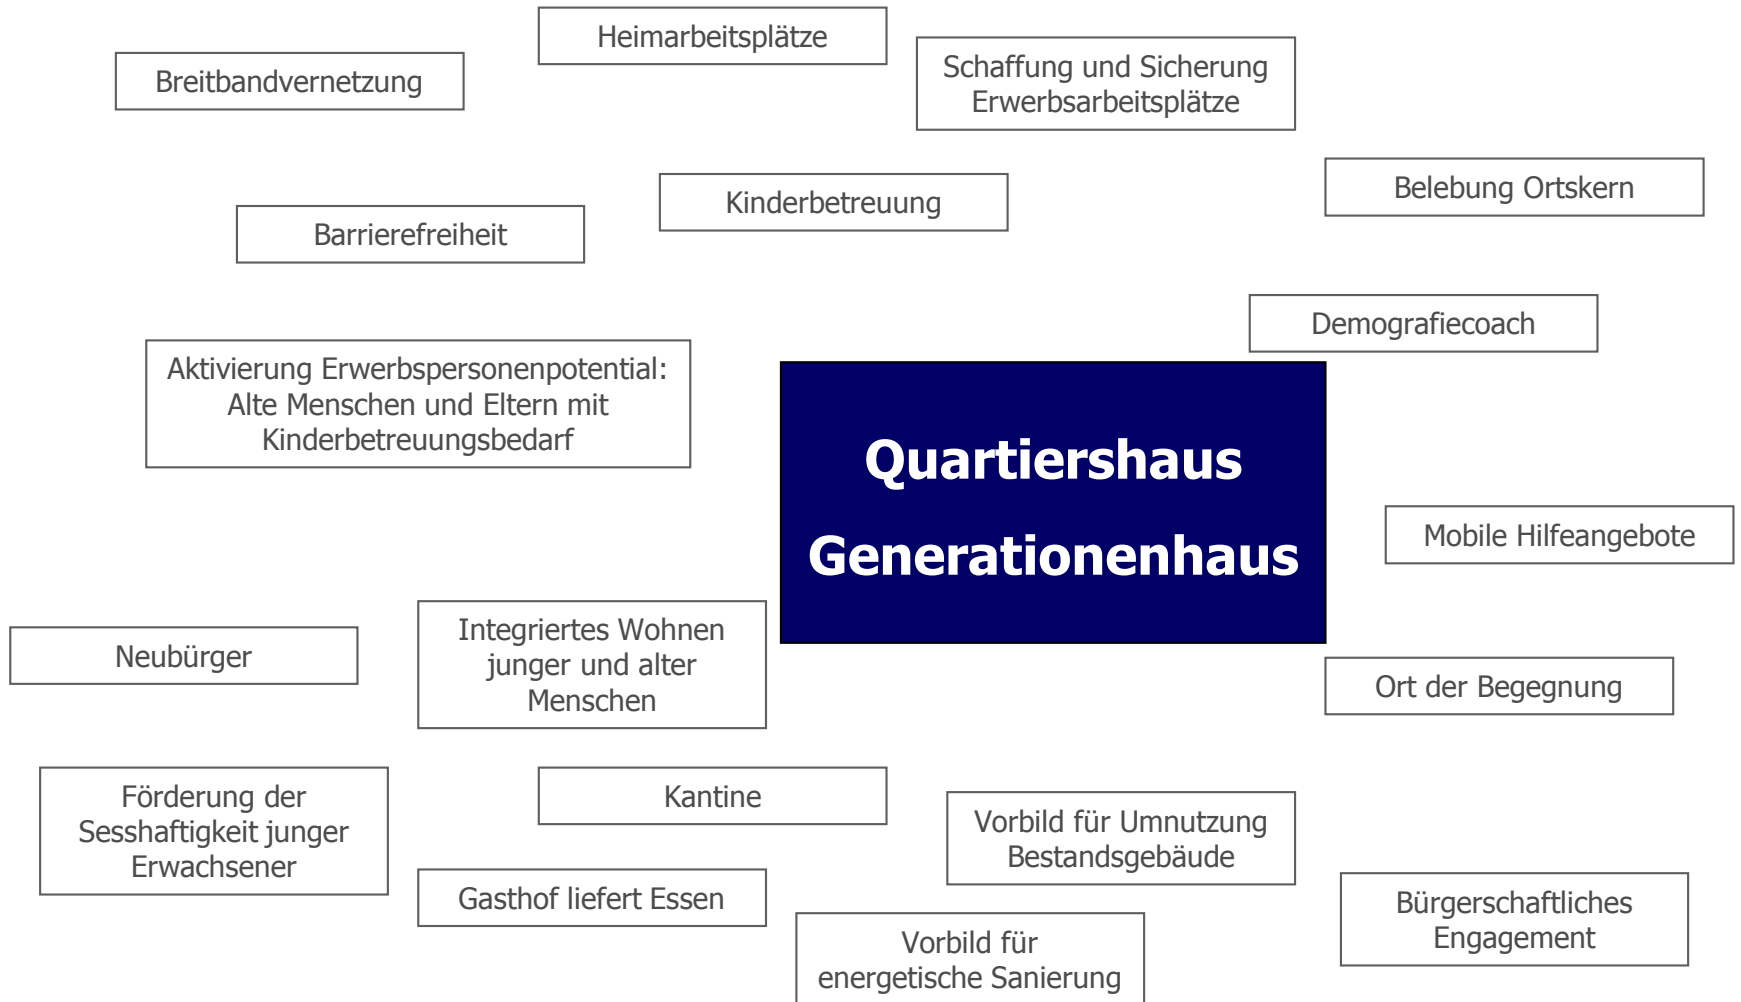 Heimarbeitsplätze
Breitbandvernetzung
Schaffung und Sicherung
Erwerbsarbeitsplätze
Kinderbetreuung
Belebung Ortskern
Barrierefreiheit
Demografiecoach
Aktivierung Erwerbspersonenpotential:
Alte Menschen und Eltern mit
Kinderbetreuungsbedarf
Quartiershaus
Generationenhaus
Mobile Hilfeangebote
Neubürger
Integriertes Wohnen
junger und alter
Menschen
Ort der Begegnung
Förderung der
Sesshaftigkeit junger
Erwachsener
Kantine
Vorbild für Umnutzung
Bestandsgebäude
Gasthof liefert Essen
Bürgerschaftliches
Engagement
Vorbild für
energetische Sanierung